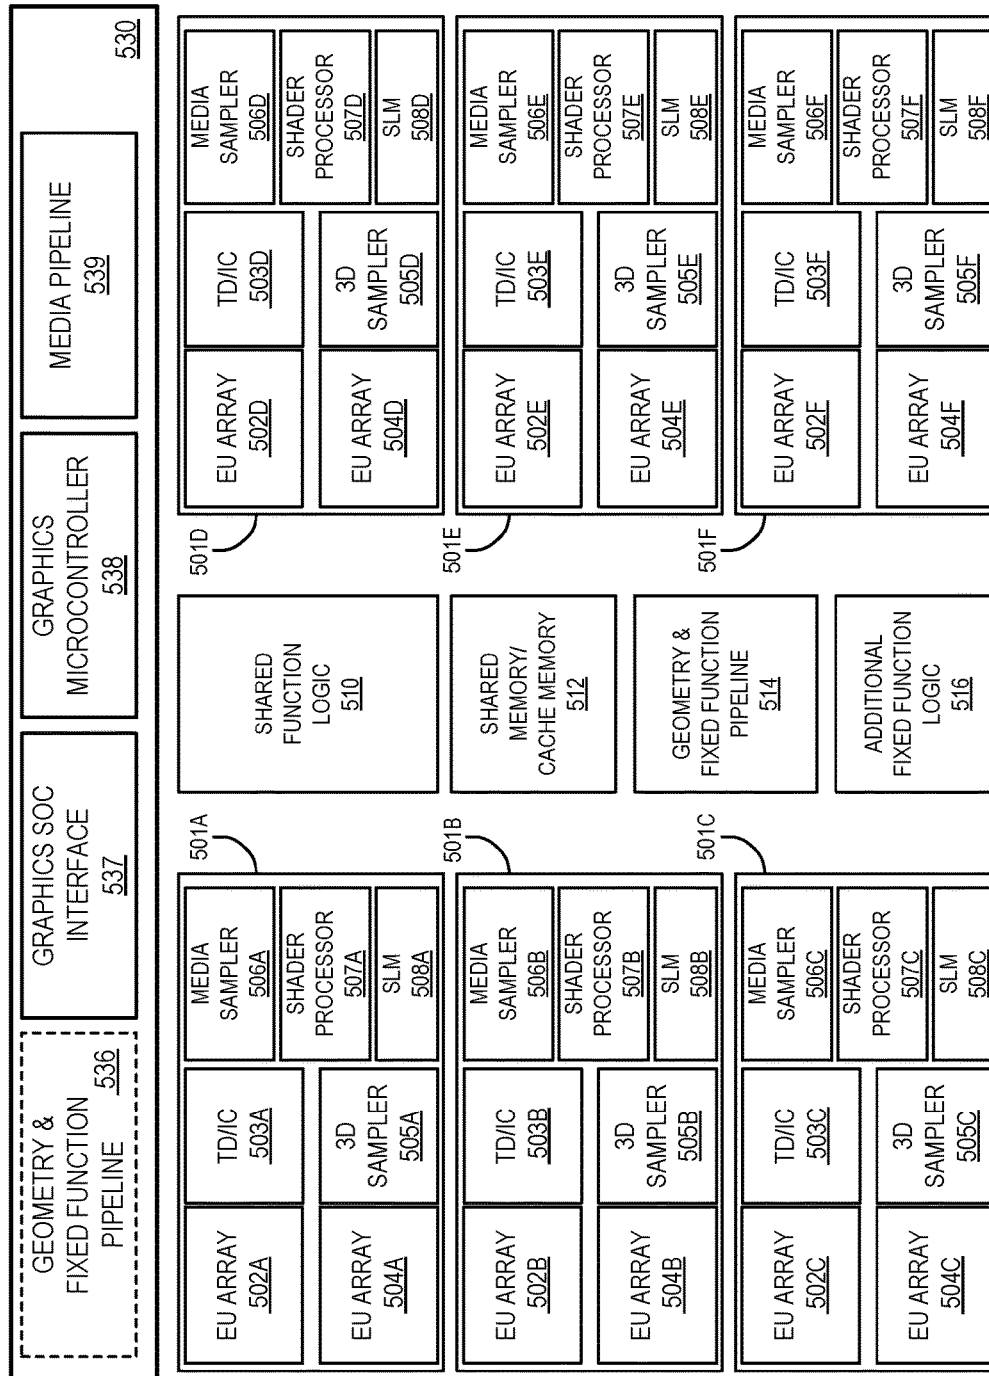 GEOMETRY &
FIXED FUNCTION
PIPELINE
536
GRAPHICS SOC
INTERFACE
537
GRAPHICS
MICROCONTROLLER
538
MEDIA PIPELINE
539
530
501A
EU ARRAY
502A
TD/IC
503A
MEDIA
SAMPLER
506A
SHADER
PROCESSOR
507A
EU ARRAY
504A
3D
SAMPLER
505A
SLM
508A
SHARED
FUNCTION
LOGIC
510
501D
EU ARRAY
502D
TD/IC
503D
MEDIA
SAMPLER
506D
SHADER
PROCESSOR
507D
EU ARRAY
504D
3D
SAMPLER
505D
SLM
508D
501B
EU ARRAY
502B
TD/IC
503B
MEDIA
SAMPLER
506B
SHADER
PROCESSOR
507B
EU ARRAY
504B
3D
SAMPLER
505B
SLM
508B
SHARED
MEMORY/
CACHE MEMORY
512
501E
EU ARRAY
502E
TD/IC
503E
MEDIA
SAMPLER
506E
SHADER
PROCESSOR
507E
EU ARRAY
504E
3D
SAMPLER
505E
SLM
508E
GEOMETRY &
FIXED FUNCTION
PIPELINE
514
501C
EU ARRAY
502C
TD/IC
503C
MEDIA
SAMPLER
506C
SHADER
PROCESSOR
507C
EU ARRAY
504C
3D
SAMPLER
505C
SLM
508C
ADDITIONAL
FIXED FUNCTION
LOGIC
516
501F
EU ARRAY
502F
TD/IC
503F
MEDIA
SAMPLER
506F
SHADER
PROCESSOR
507F
EU ARRAY
504F
3D
SAMPLER
505F
SLM
508F